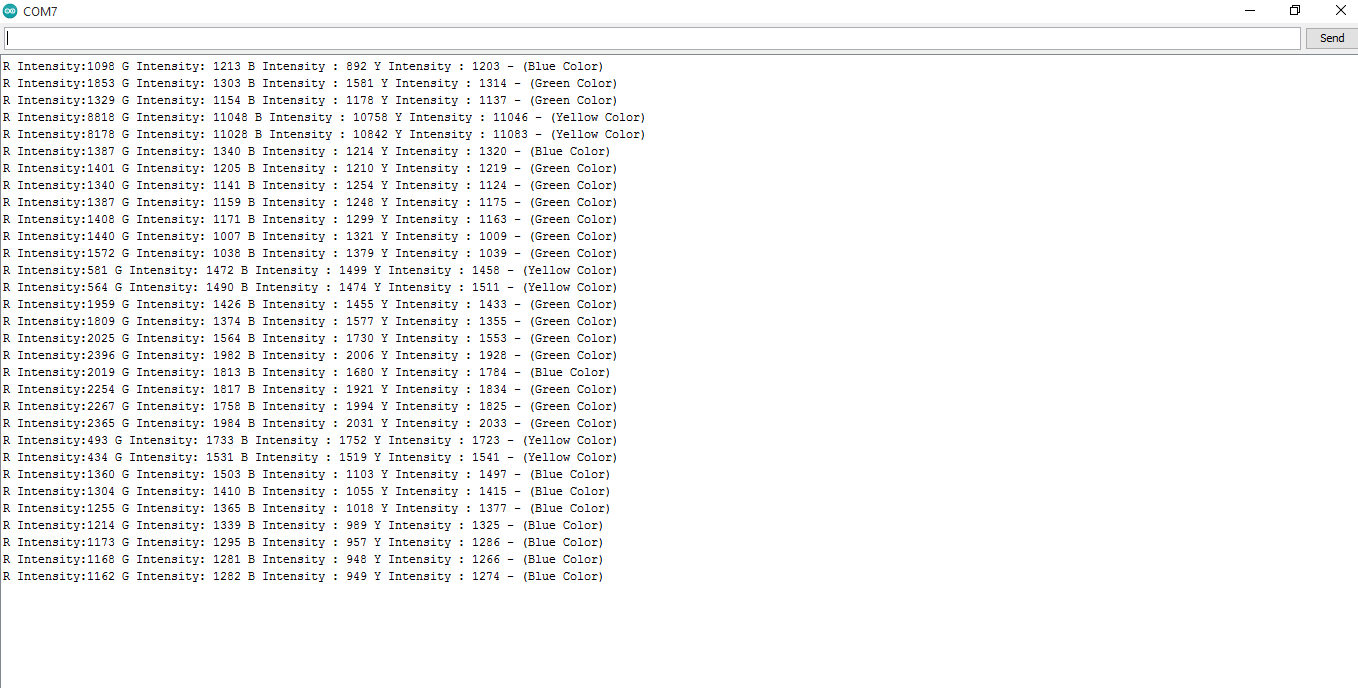 COM7
Send
R Intensity:1098 G Intensity: 1213 B Intensity : 892 Y Intensity : 1203 - (Blue Color)
R Intensity:1853 G Intensity: 1303 B Intensity : 1581 Y Intensity : 1314 - (Green Color)
R Intensity:1329 G Intensity: 1154 B Intensity : 1178 Y Intensity : 1137 - (Green Color)
R Intensity:8818 G Intensity: 11048 B Intensity : 10758 Y Intensity : 11046 - (Yellow Color)
R Intensity:8178 G Intensity: 11028 B Intensity : 10842 Y Intensity : 11083 - (Yellow Color)
R Intensity:1387 G Intensity: 1340 B Intensity : 1214 Y Intensity : 1320 - (Blue Color)
R Intensity:1401 G Intensity: 1205 B Intensity : 1210 Y Intensity : 1219 - (Green Color)
R Intensity:1340 G Intensity: 1141 B Intensity : 1254 Y Intensity : 1124 - (Green Color)
R Intensity:1387 G Intensity: 1159 B Intensity : 1248 Y Intensity : 1175 - (Green Color)
R Intensity:1408 G Intensity: 1171 B Intensity : 1299 Y Intensity : 1163 - (Green Color)
R Intensity:1440 G Intensity: 1007 B Intensity : 1321 Y Intensity : 1009 - (Green Color)
R Intensity:1572 G Intensity: 1038 B Intensity : 1379 Y Intensity : 1039 - (Green Color)
R Intensity:581 G Intensity: 1472 B Intensity : 1499 Y Intensity : 1458 - (Yellow Color)
R Intensity:564 G Intensity: 1490 B Intensity : 1474 Y Intensity : 1511 - (Yellow Color)
R Intensity:1959 G Intensity: 1426 B Intensity : 1455 Y Intensity : 1433 - (Green Color)
R Intensity:1809 G Intensity: 1374 B Intensity : 1577 Y Intensity : 1355 - (Green Color)
R Intensity:2025 G Intensity: 1564 B Intensity : 1730 Y Intensity : 1553 - (Green Color)
R Intensity:2396 G Intensity: 1982 B Intensity : 2006 Y Intensity : 1928 - (Green Color)
R Intensity:2019 G Intensity: 1813 B Intensity : 1680 Y Intensity : 1784 - (Blue Color)
R Intensity:2254 G Intensity: 1817 B Intensity : 1921 Y Intensity : 1834 - (Green Color)
R Intensity:2267 G Intensity: 1758 B Intensity : 1994 Y Intensity : 1825 - (Green Color)
R Intensity:2365 G Intensity: 1984 B Intensity : 2031 Y Intensity : 2033 - (Green Color)
R Intensity:493 G Intensity: 1733 B Intensity : 1752 Y Intensity : 1723 - (Yellow Color)
R Intensity:434 G Intensity: 1531 B Intensity : 1519 Y Intensity : 1541 - (Yellow Color)
R Intensity:1360 G Intensity: 1503 B Intensity : 1103 Y Intensity : 1497 - (Blue Color)
R Intensity:1304 G Intensity: 1410 B Intensity : 1055 Y Intensity : 1415 - (Blue Color)
R Intensity:1255 G Intensity: 1365 B Intensity : 1018 Y Intensity : 1377 - (Blue Color)
R Intensity:1214 G Intensity: 1339 B Intensity : 989 Y Intensity : 1325 - (Blue Color)
R Intensity:1173 G Intensity: 1295 B Intensity : 957 Y Intensity : 1286 - (Blue Color)
R Intensity:1168 G Intensity: 1281 B Intensity : 948 Y Intensity : 1266 - (Blue Color)
R Intensity:1162 G Intensity: 1282 B Intensity : 949 Y Intensity : 1274 - (Blue Color)